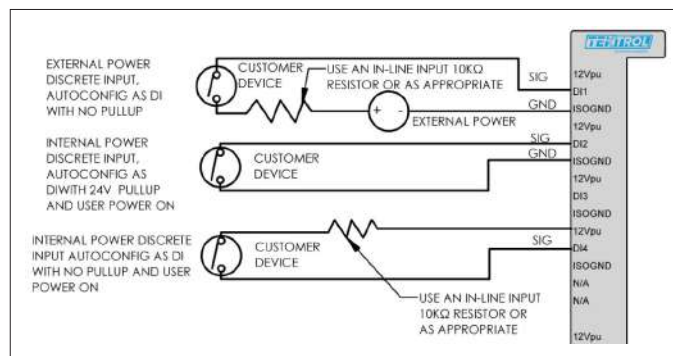 EXTERNAL POWER
DISCRETE INPUT,
AUTOCONFIG AS DI
WITH NO PULLUP
CUSTOMER
DEVICE
USE AN IN-LINE INPUT 10KΩ
RESISTOR OR AS APPROPRIATE
+
-
EXTERNAL POWER
SIG
GND
INTERNAL POWER
DISCRETE INPUT,
AUTOCONFIG AS
DIWITH 24V PULLUP
AND USER POWER ON
CUSTOMER
DEVICE
SIG
GND
INTERNAL POWER DISCRETE
INPUT AUTOCONFIG AS DI
WITH NO PULLUP AND USER
POWER ON
CUSTOMER
DEVICE
SIG
USE AN IN-LINE INPUT
10KΩ RESISTOR OR
AS APPROPRIATE
TEKTROL
12Vpu
DI1
ISOGND
12Vpu
DI2
ISOGND
12Vpu
DI3
ISOGND
12Vpu
DI4
ISOGND
N/A
N/A
12Vpu